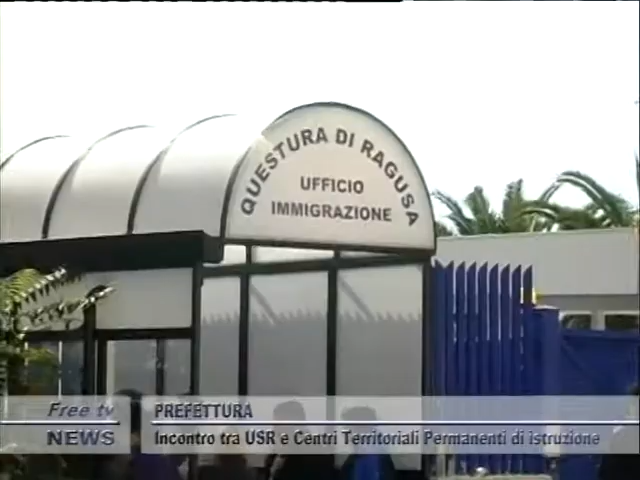 QUESTURA DI RAGUSA
UFFICIO
IMMIGRAZIONE
Free tv
NEWS
PREFETTURA
Incontro tra USR e Centri Territoriali Permanenti di istruzione